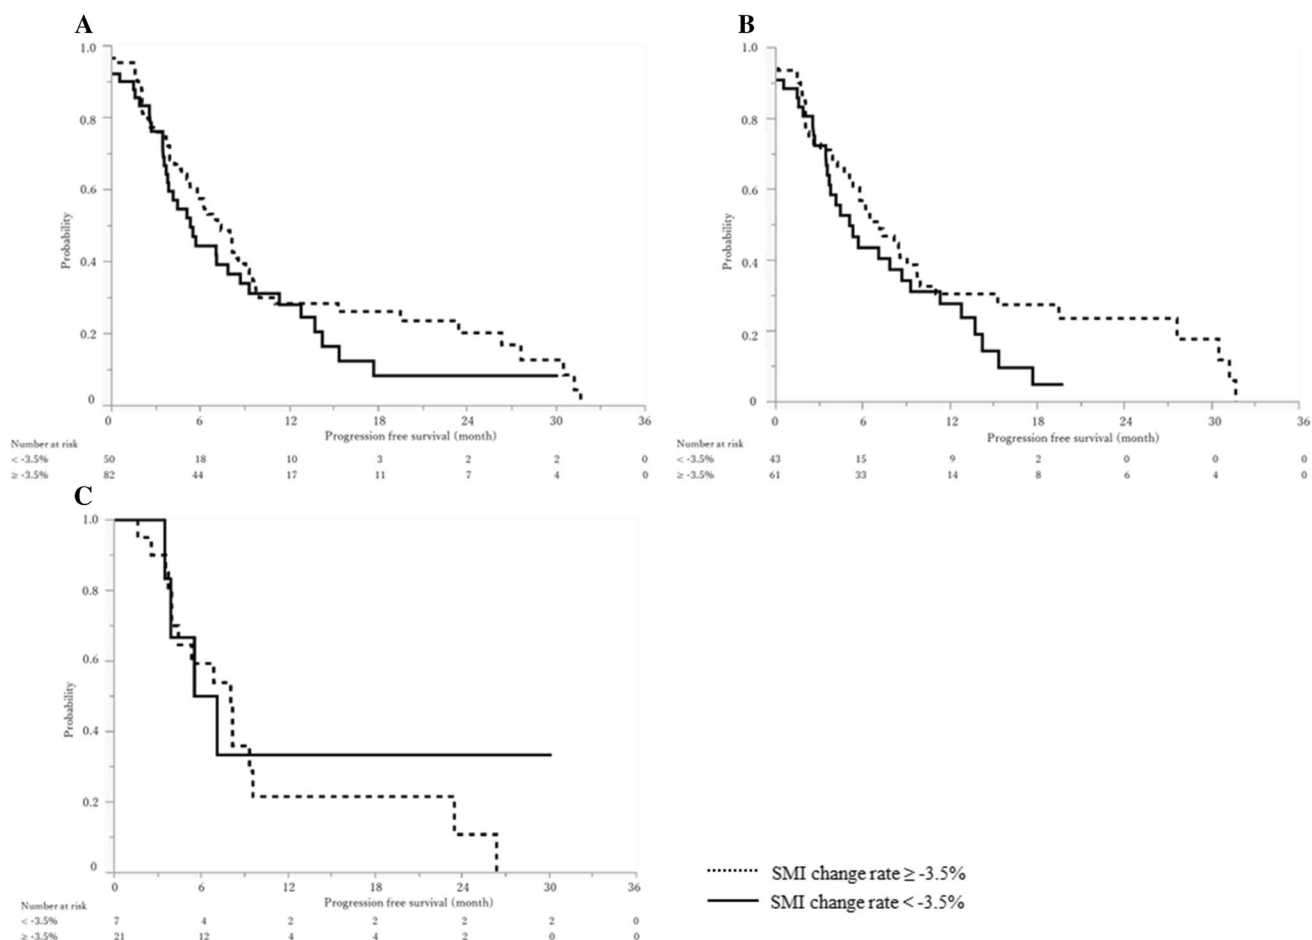 A
1.0
0.8
0.6
0.4
0.2
0
Probability
0 6 12 18 24 30 36
Progression free survival (month)
Number at risk
< -3.5% 50 18 10 3 2 2 0
≥ -3.5% 82 44 17 11 7 4 0
B
1.0
0.8
0.6
0.4
0.2
0
Probability
0 6 12 18 24 30 36
Progression free survival (month)
Number at risk
< -3.5% 43 15 9 2 0 0 0
≥ -3.5% 61 33 14 8 6 4 0
C
1.0
0.8
0.6
0.4
0.2
0
Probability
0 6 12 18 24 30 36
Progression free survival (month)
Number at risk
< -3.5% 7 4 2 2 2 2 0
≥ -3.5% 21 12 4 4 2 0 0
SMI change rate ≥ -3.5%
SMI change rate < -3.5%